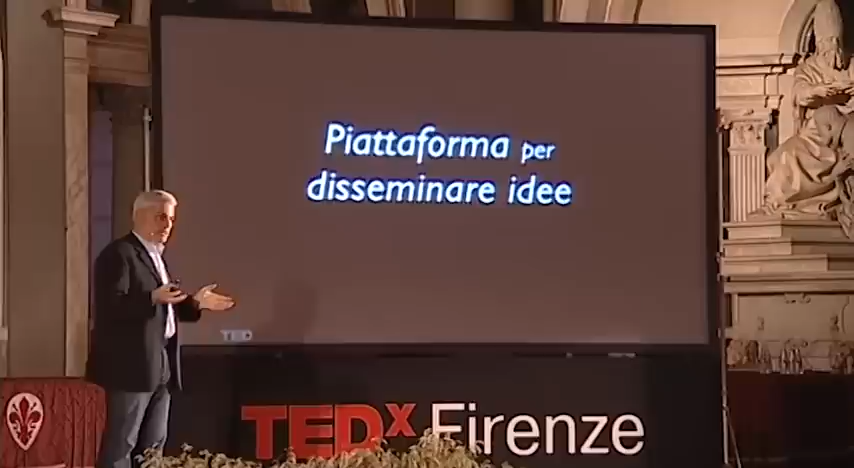 Piattaforma per
disseminare idee
TED
TEDx Firenze